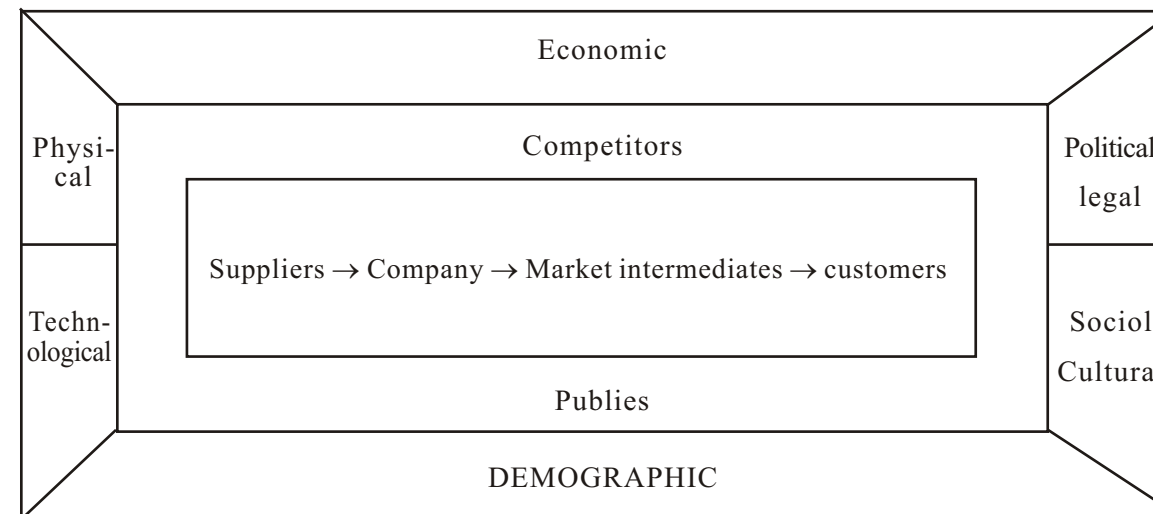 Economic
Physi-
cal
Competitors
Political
legal
Suppliers → Company → Market intermediates → customers
Techn-
ological
Sociol
Cultura
Publies
DEMOGRAPHIC